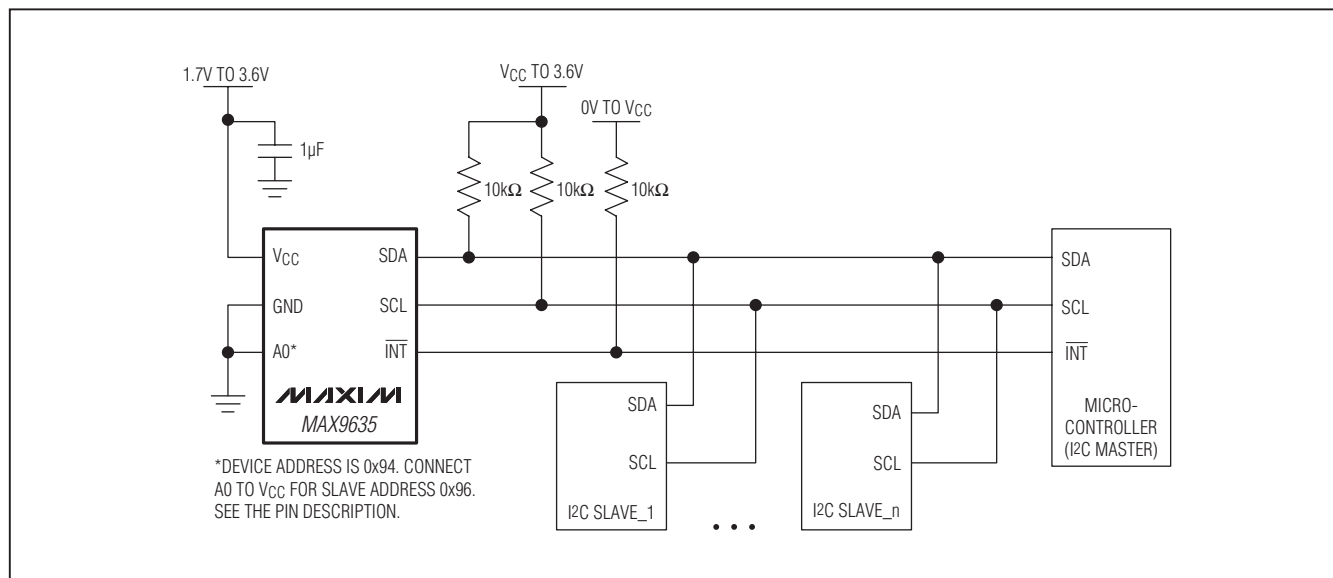 1.7V TO 3.6V
VCC TO 3.6V
0V TO VCC
1µF
10kΩ
10kΩ
10kΩ
VCC
SDA
GND
SCL
A0*
INT
MAXIM
MAX9635
*DEVICE ADDRESS IS 0x94. CONNECT
A0 TO VCC FOR SLAVE ADDRESS 0x96.
SEE THE PIN DESCRIPTION.
SDA
SCL
I2C SLAVE_1
• • •
SDA
SCL
I2C SLAVE_n
SDA
SCL
INT
MICRO-
CONTROLLER
(I2C MASTER)